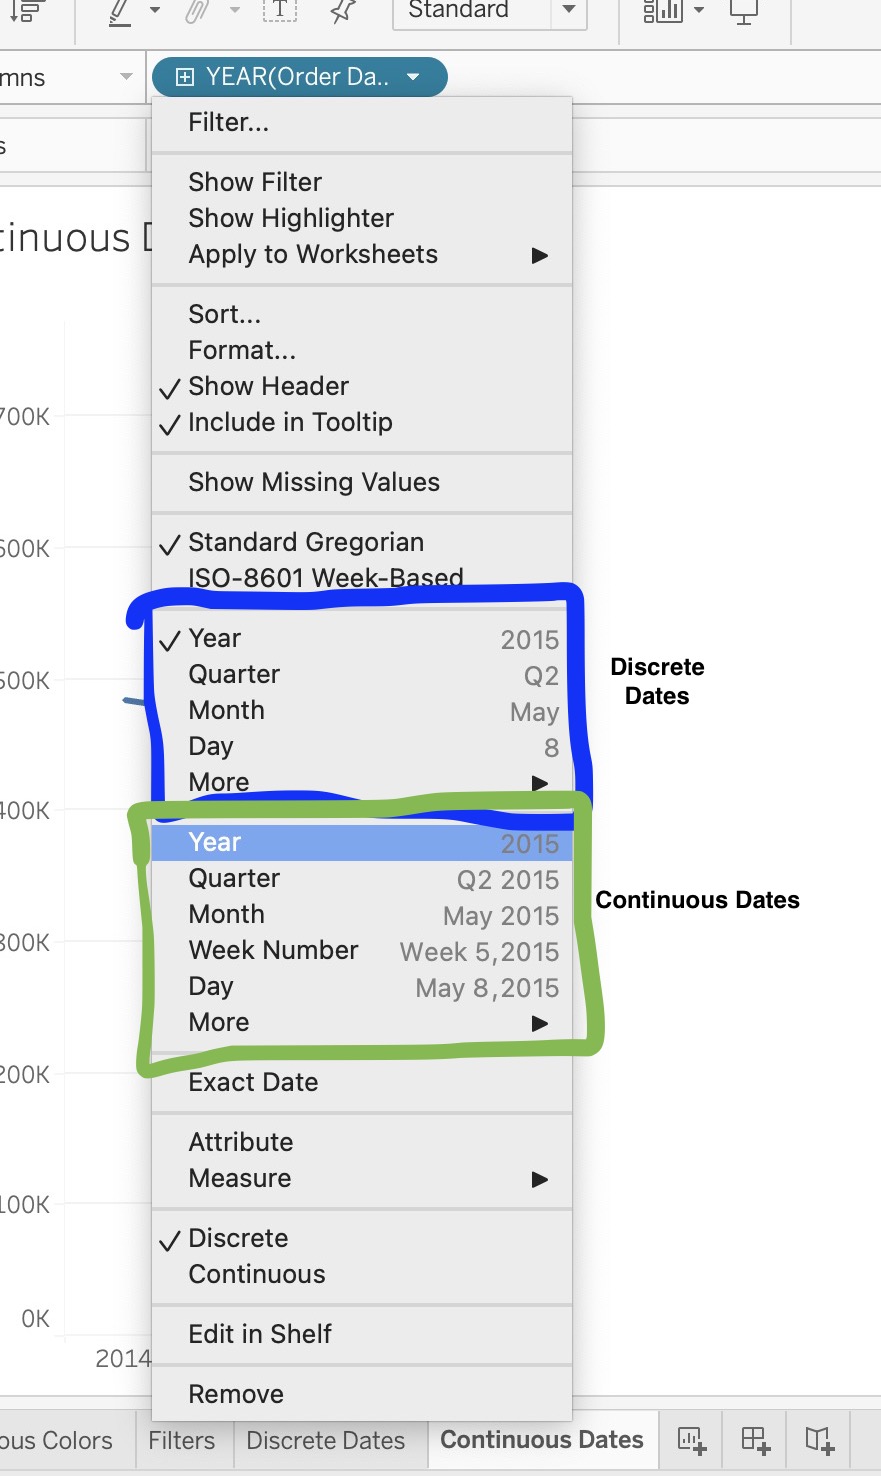 Standard
mns
YEAR(Order Da..
Filter...
s
Show Filter
Show Highlighter
tinuous D
Apply to Worksheets
Sort...
Format...
Show Header
700K
Include in Tooltip
Show Missing Values
600K
Standard Gregorian
ISO-8601 Week-Based
Year 2015
500K
Quarter Q2
Month May
Day 8
More
Discrete
Dates
400K
Year 2015
Quarter Q2 2015
Month May 2015
300K
Week Number Week 5,2015
Day May 8,2015
More
Continuous Dates
200K
Exact Date
Attribute
Measure
100K
Discrete
Continuous
0K
Edit in Shelf
2014
Remove
ous Colors Filters Discrete Dates Continuous Dates